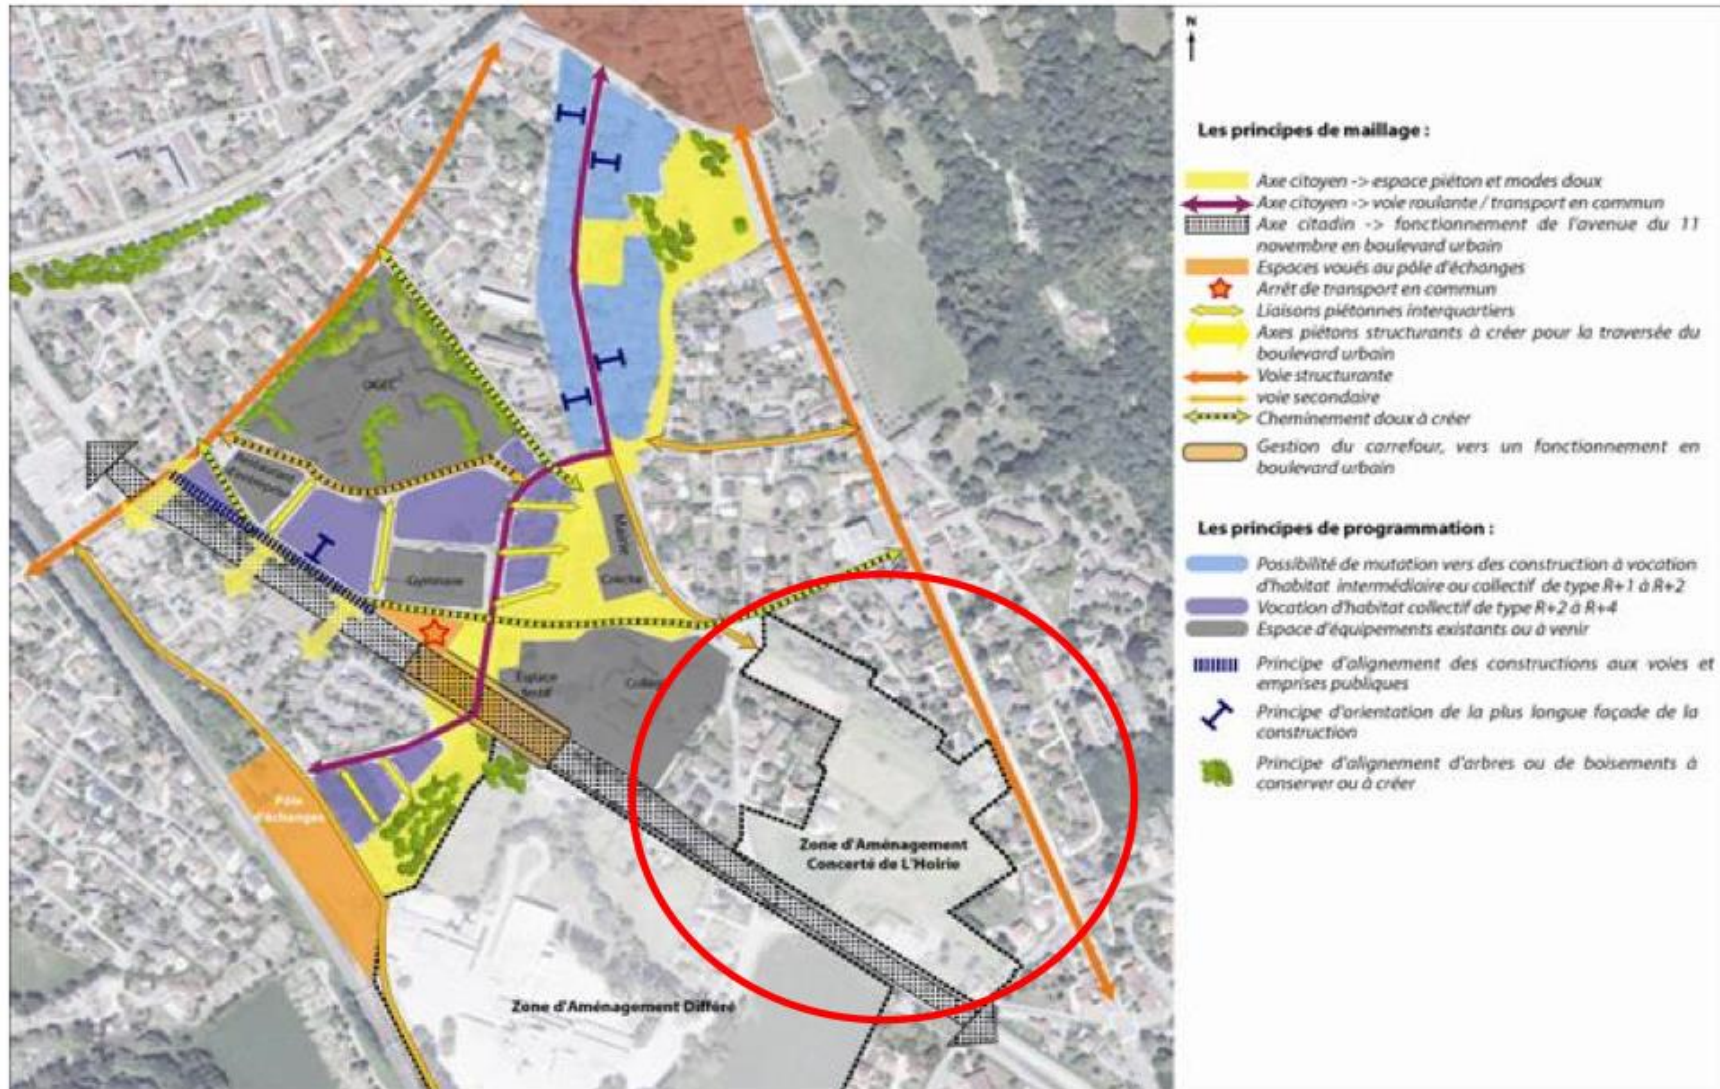 N
Les principes de maillage :
Axe citoyen -> espace piéton et modes doux
Axe citoyen -> voie roulante / transport en commun
Axe citadin -> fonctionnement de l'avenue du 11
novembre en boulevard urbain
Espaces voués au pôle d'échanges
Arrêt de transport en commun
Liaisons piétonnes interquartiers
Axes piétons structurants à créer pour la traversée du
boulevard urbain
Voie structurante
voie secondaire
Cheminement doux à créer
Gestion du carrefour, vers un fonctionnement en
boulevard urbain
Les principes de programmation :
Possibilité de mutation vers des construction à vocation
d'habitat intermédiaire ou collectif de type R+1 à R+2
Vocation d'habitat collectif de type R+2 à R+4
Espace d'équipements existants ou à venir
Principe d'alignement des constructions aux voies et
emprises publiques
Principe d'orientation de la plus longue façade de la
construction
Principe d'alignement d'arbres ou de boisements à
conserver ou à créer
OGEC
Mairie
Gymnase
Crèche
Espace
festif
Pôle
d'échanges
Zone d'Aménagement
Concerté de L'Hoirie
Zone d'Aménagement Différé